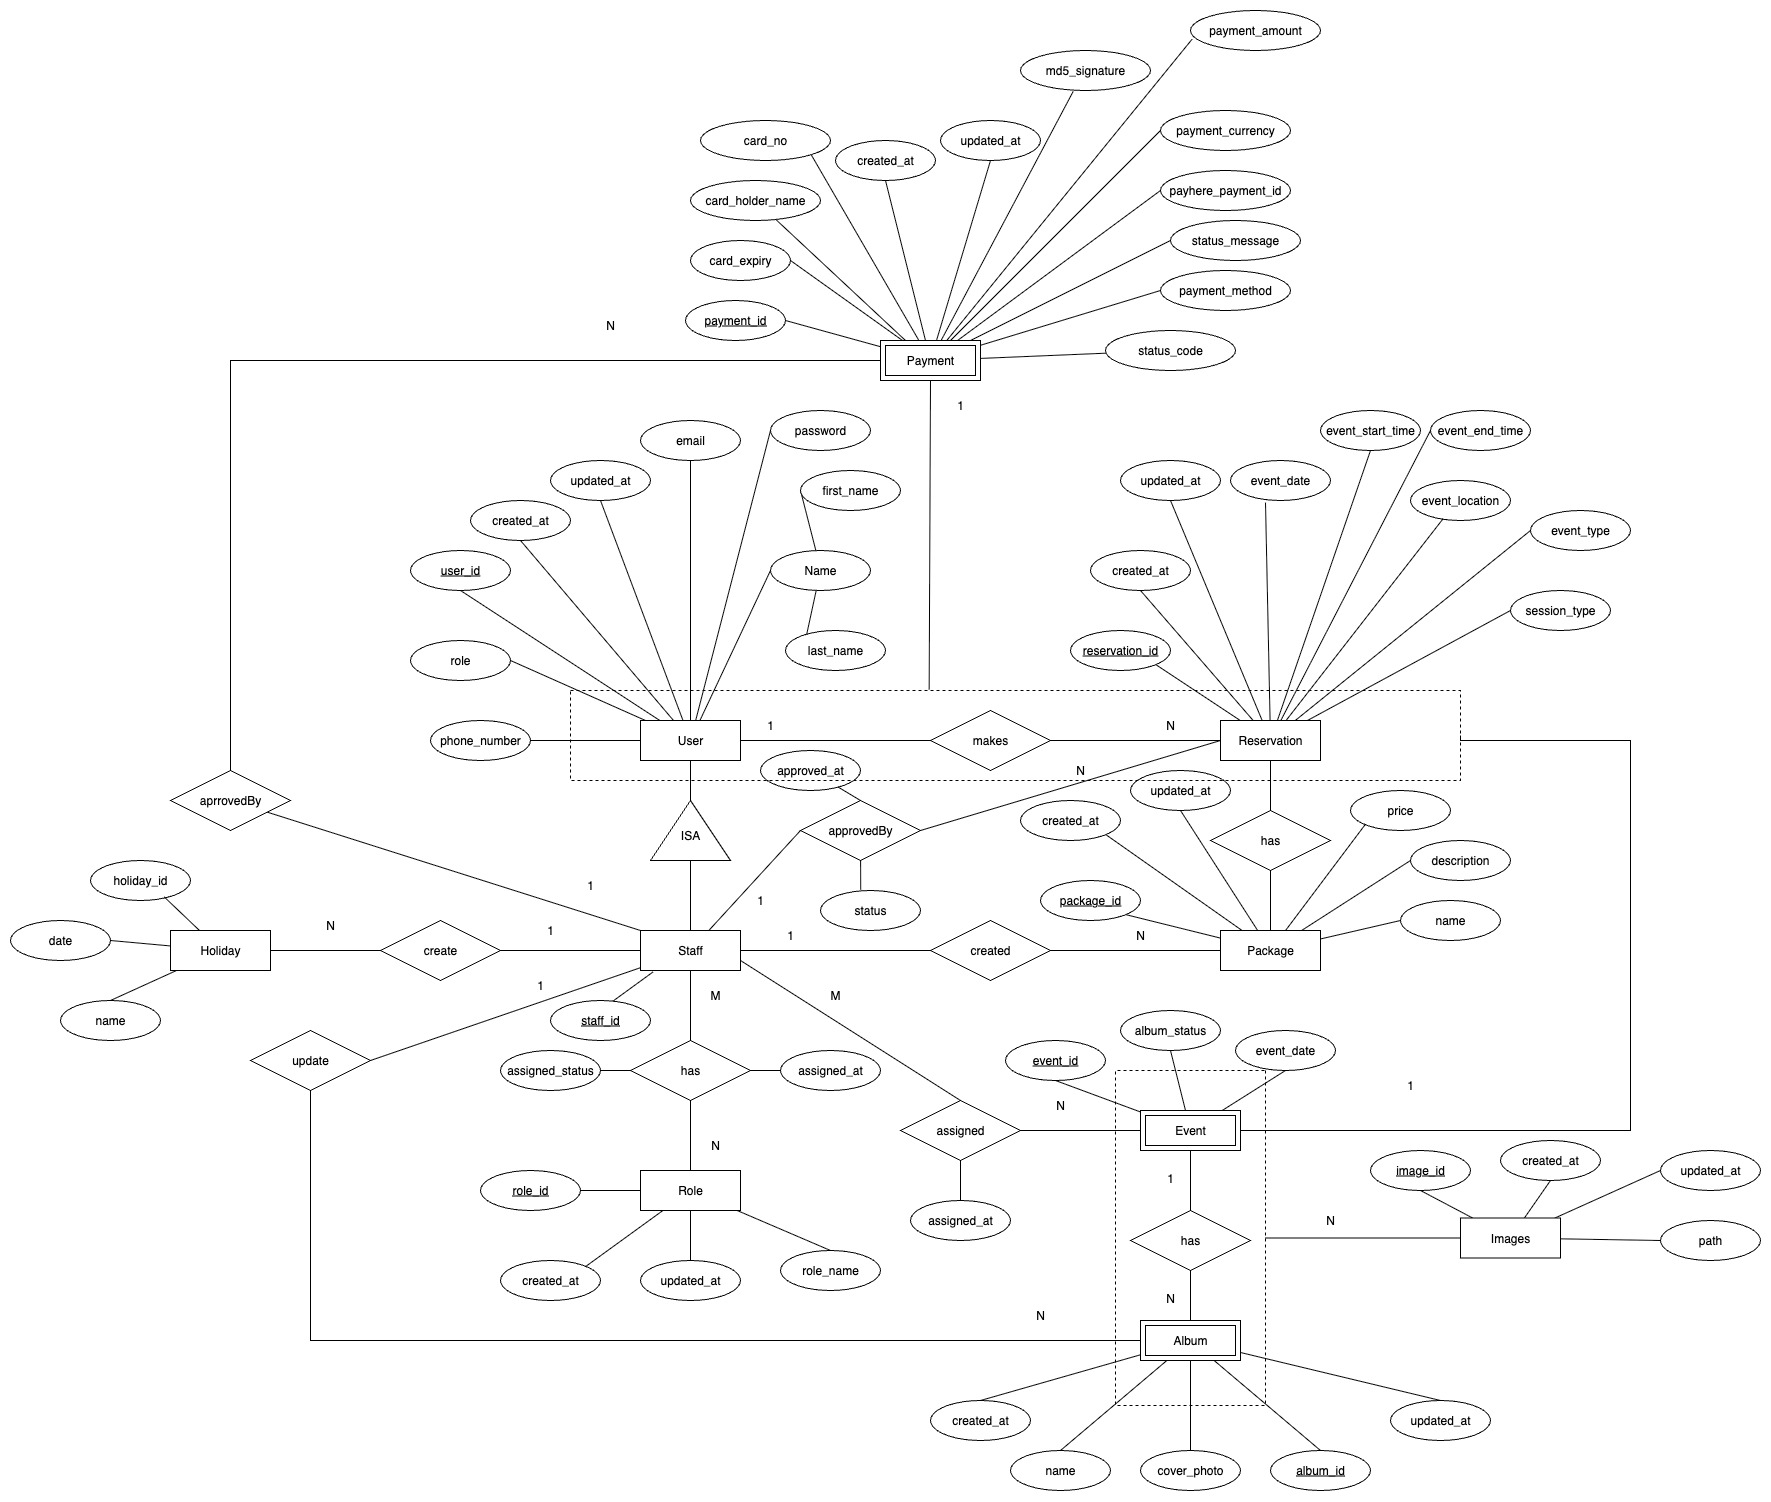 payment_amount
md5_signature
payment_currency
card_no
updated_at
created_at
payhere_payment_id
card_holder_name
status_message
card_expiry
payment_method
payment_id
N
status_code
Payment
1
password
event_start_time
event_end_time
email
updated_at
first_name
updated_at
event_date
event_location
created_at
event_type
user_id
Name
created_at
session_type
role
last_name
reservation_id
1
N
phone_number
User
makes
Reservation
approved_at
N
updated_at
aprrovedBy
price
created_at
ISA
approvedBy
has
description
holiday_id
1
1
package_id
status
name
N
1
1
N
date
Holiday
create
Staff
created
Package
1
M
M
name
staff_id
album_status
event_date
update
event_id
assigned_status
has
assigned_at
1
N
assigned
Event
N
created_at
image_id
updated_at
1
role_id
Role
assigned_at
N
has
Images
path
role_name
created_at
updated_at
N
N
Album
created_at
updated_at
name
cover_photo
album_id